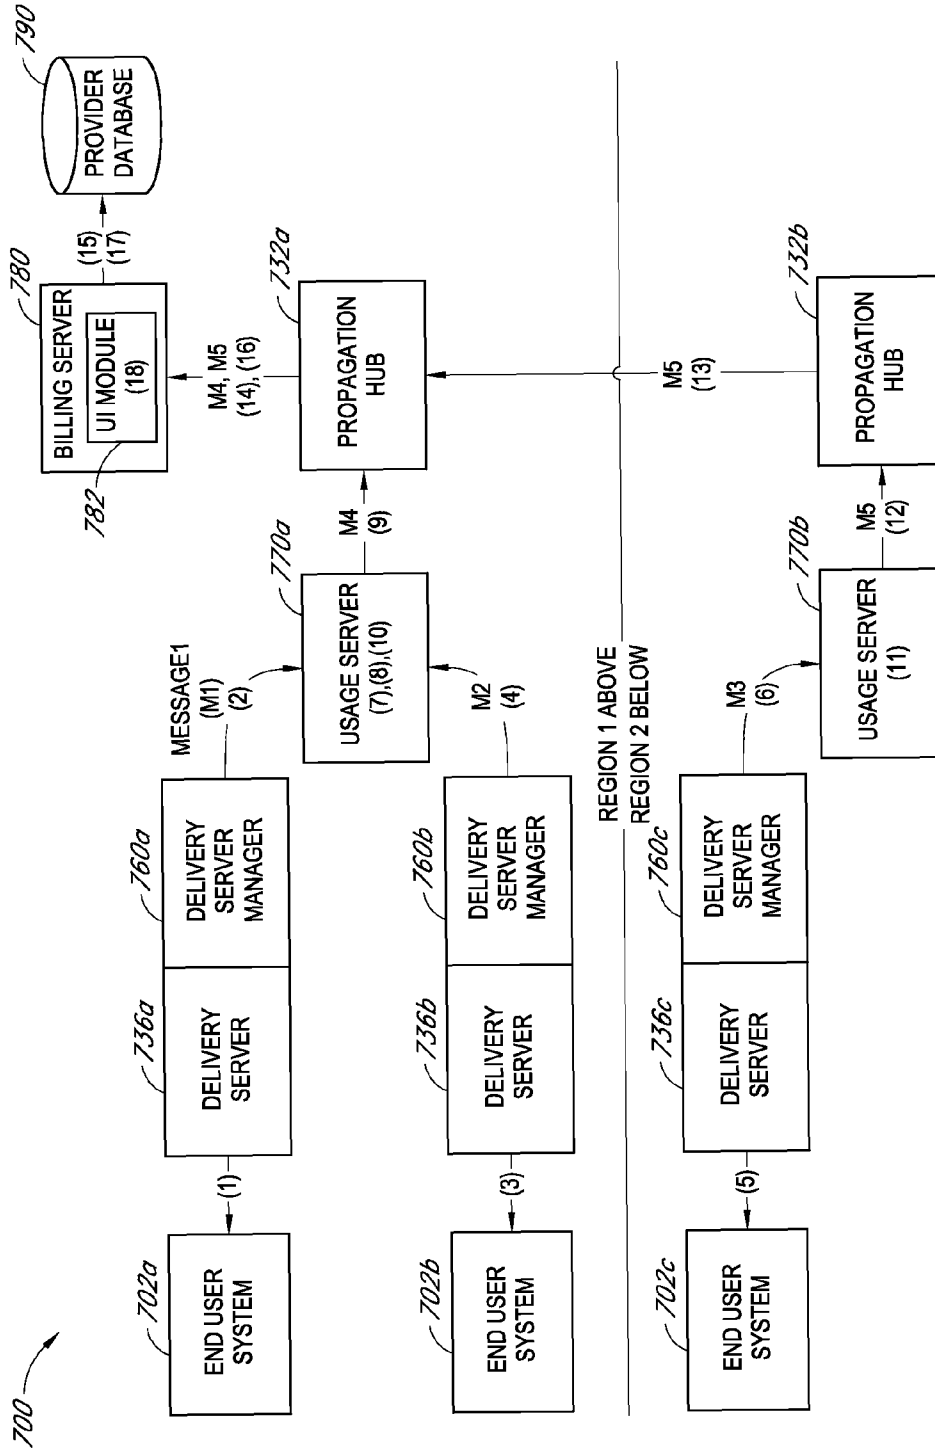 700
702a
END USER
SYSTEM
(1)
736a
DELIVERY
SERVER
760a
DELIVERY
SERVER
MANAGER
MESSAGE1
(M1)
(2)
770a
USAGE SERVER
(7),(8),(10)
M4
(9)
732a
PROPAGATION
HUB
M4, M5
(14), (16)
780
BILLING SERVER
UI MODULE
(18)
782
(15)
(17)
790
PROVIDER
DATABASE
702b
END USER
SYSTEM
(3)
736b
DELIVERY
SERVER
760b
DELIVERY
SERVER
MANAGER
M2
(4)
REGION 1 ABOVE
REGION 2 BELOW
702c
END USER
SYSTEM
(5)
736c
DELIVERY
SERVER
760c
DELIVERY
SERVER
MANAGER
M3
(6)
770b
USAGE SERVER
(11)
M5
(12)
732b
PROPAGATION
HUB
M5
(13)